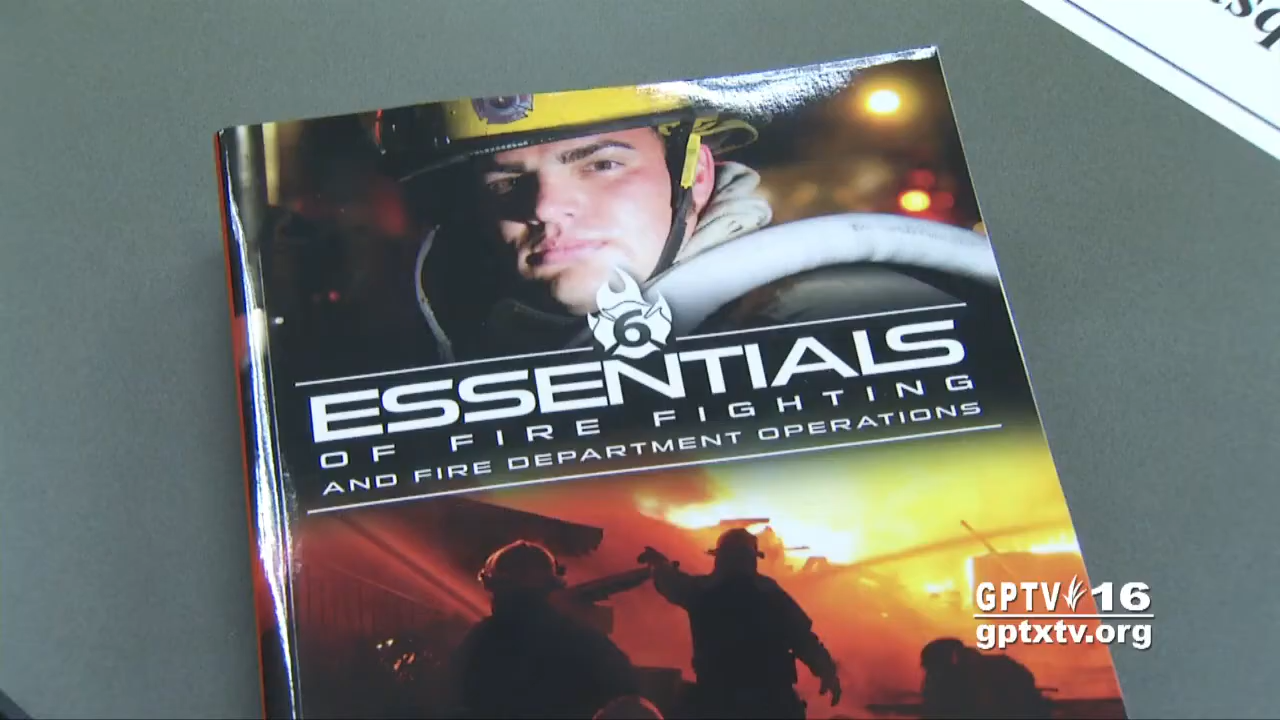 6
ESSENTIALS
OF FIRE FIGHTING
AND FIRE DEPARTMENT OPERATIONS
GPTV 16
gptxtv.org